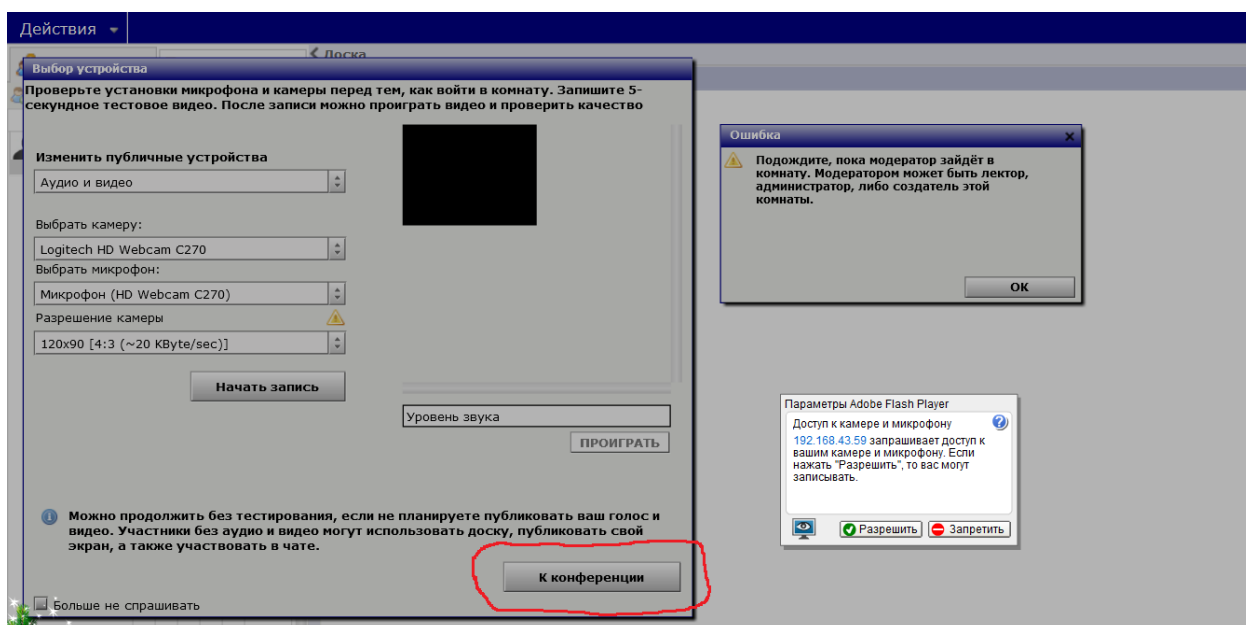 Действия
Доска
Выбор устройства
Проверьте установки микрофона и камеры перед тем, как войти в комнату. Запишите 5-
секундное тестовое видео. После записи можно проиграть видео и проверить качество
Изменить публичные устройства
Аудио и видео
Выбрать камеру:
Logitech HD Webcam C270
Выбрать микрофон:
Микрофон (HD Webcam C270)
Разрешение камеры
120x90 [4:3 (~20 KByte/sec)]
Начать запись
Уровень звука
ПРОИГРАТЬ
Можно продолжить без тестирования, если не планируете публиковать ваш голос и
видео. Участники без аудио и видео могут использовать доску, публиковать свой
экран, а также участвовать в чате.
К конференции
Больше не спрашивать
Ошибка
Подождите, пока модератор зайдёт в
комнату. Модератором может быть лектор,
администратор, либо создатель этой
комнаты.
OK
Параметры Adobe Flash Player
Доступ к камере и микрофону
192.168.43.59 запрашивает доступ к
вашим камере и микрофону. Если
нажать "Разрешить", то вас могут
записывать.
Разрешить
Запретить